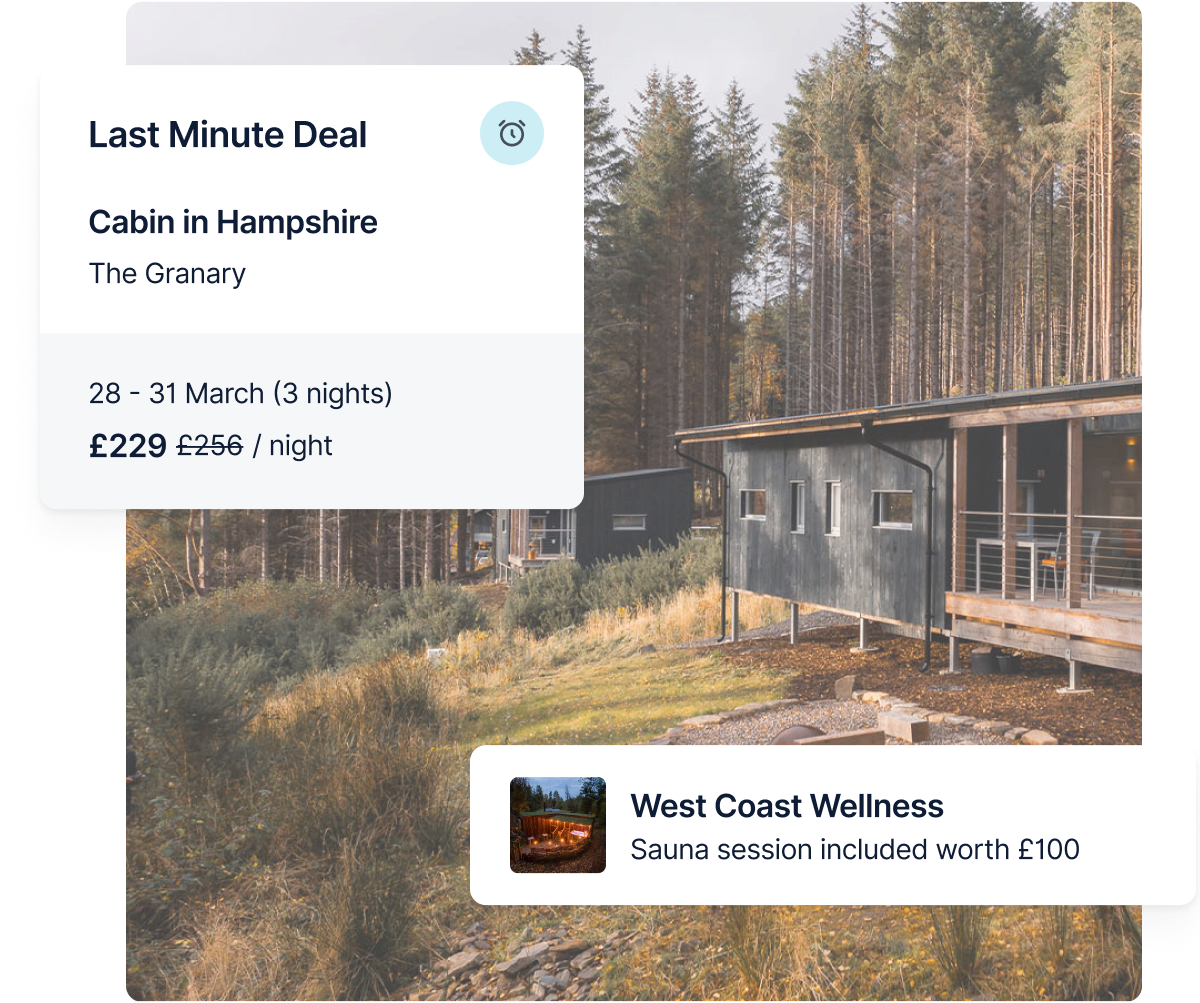 Last Minute Deal
Cabin in Hampshire
The Granary
28 - 31 March (3 nights)
£229 £256 / night
West Coast Wellness
Sauna session included worth £100